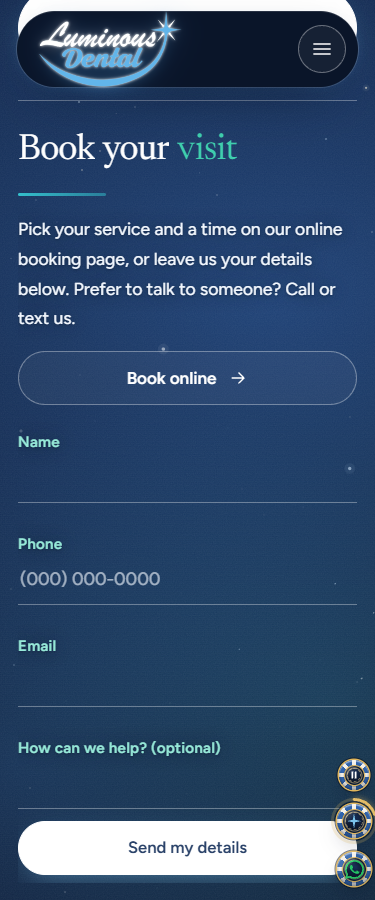 Luminous
Dental
Book your visit
Pick your service and a time on our online
booking page, or leave us your details
below. Prefer to talk to someone? Call or
text us.
Book online →
Name
Phone
(000) 000-0000
Email
How can we help? (optional)
Send my details